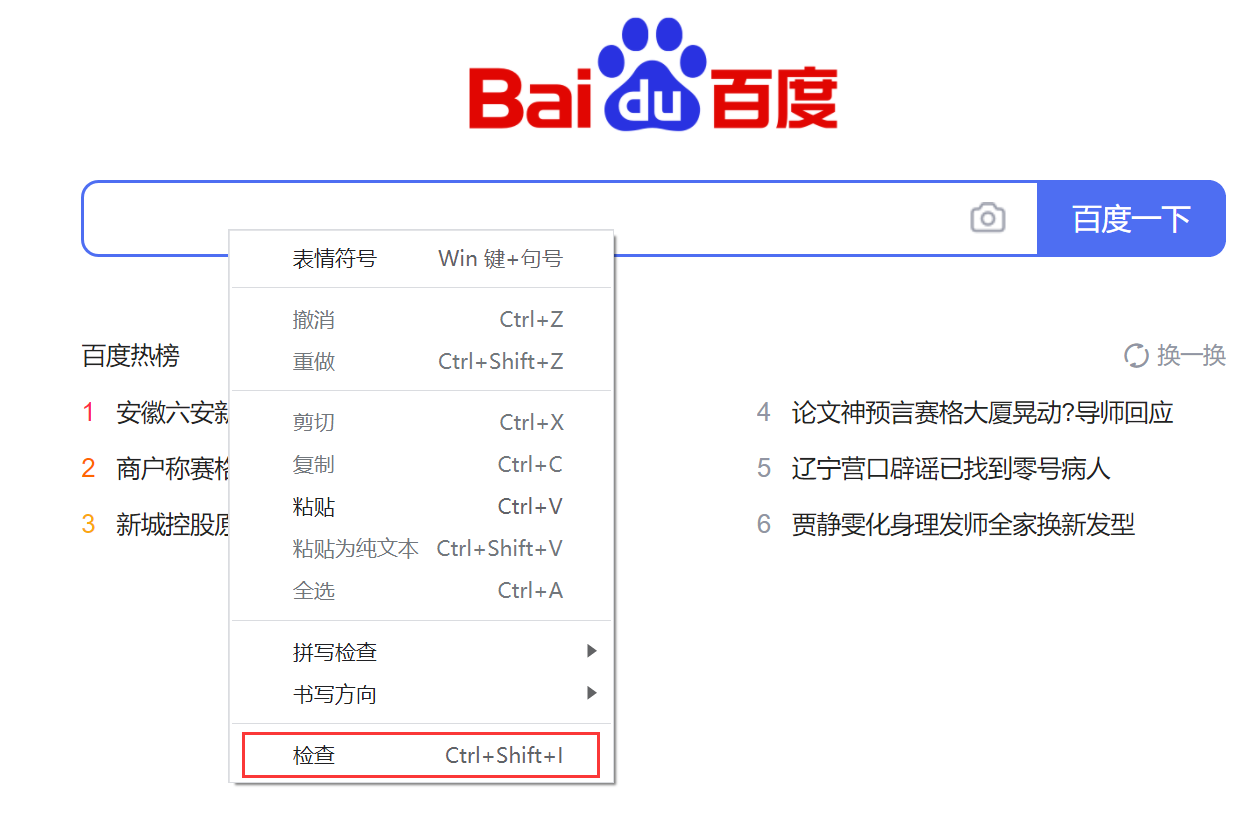 Bai du 百度
百度一下
表情符号 Win 键+句号
撤消 Ctrl+Z
重做 Ctrl+Shift+Z
剪切 Ctrl+X
复制 Ctrl+C
粘贴 Ctrl+V
粘贴为纯文本 Ctrl+Shift+V
全选 Ctrl+A
拼写检查
书写方向
检查 Ctrl+Shift+I
百度热榜
换一换
1 安徽六安新
2 商户称赛格
3 新城控股原
4 论文神预言赛格大厦晃动?导师回应
5 辽宁营口辟谣已找到零号病人
6 贾静雯化身理发师全家换新发型